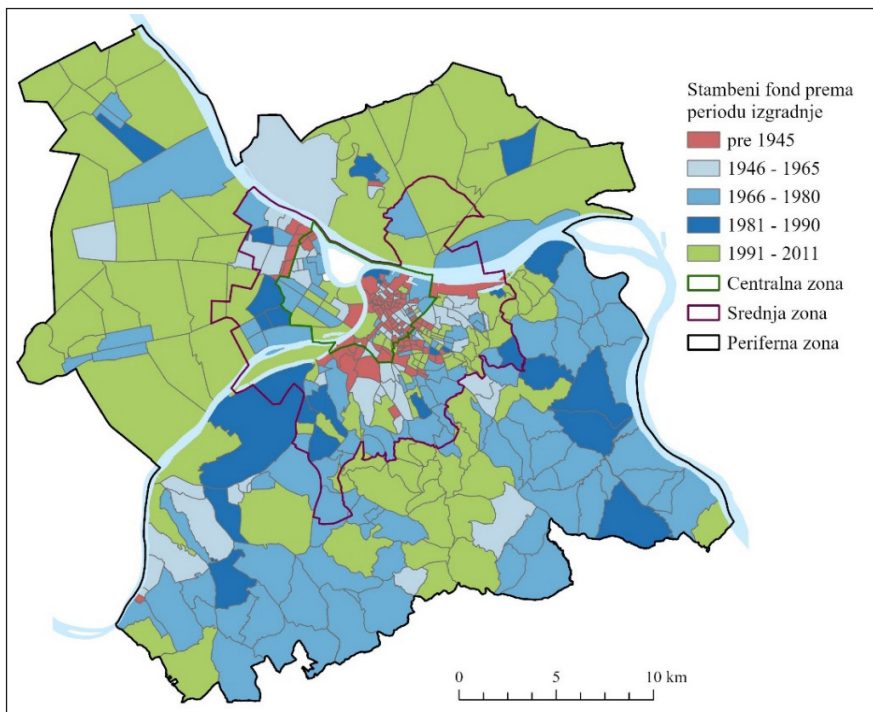 Stambeni fond prema
periodu izgradnje
pre 1945
1946 - 1965
1966 - 1980
1981 - 1990
1991 - 2011
Centralna zona
Srednja zona
Periferna zona
0 5 10 km